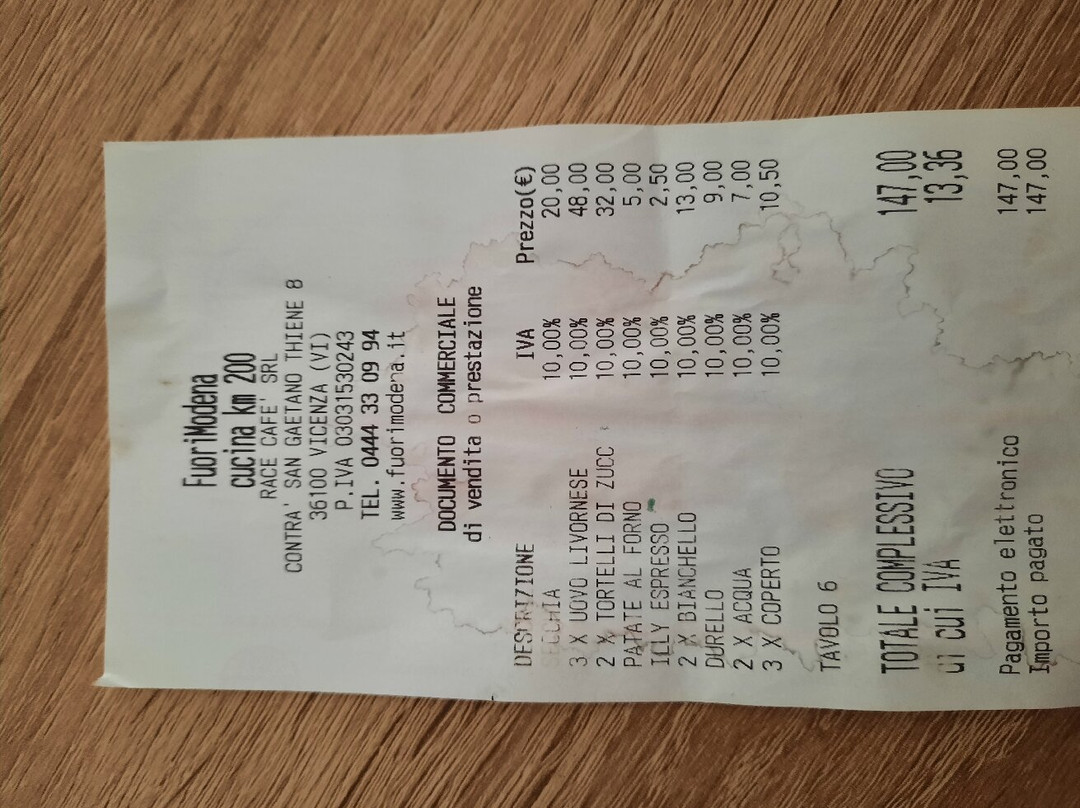 FuoriModena
cucina km 200
RACE CAFE' SRL
CONTRA' SAN GAETANO THIENE 8
36100 VICENZA (VI)
P.IVA 03031530243
TEL. 0444 33 09 94
www.fuorimodena.it
DOCUMENTO COMMERCIALE
di vendita o prestazione
DESCRIZIONE IVA Prezzo(€)
SECCHIA 10,00% 20,00
3 X UOVO LIVORNESE 10,00% 48,00
2 X TORTELLI DI ZUCC 10,00% 32,00
PATATE AL FORNO 10,00% 5,00
ILLY ESPRESSO 10,00% 2,50
2 X BIANCHELLO 10,00% 13,00
DURELLO 10,00% 9,00
2 X ACQUA 10,00% 7,00
3 X COPERTO 10,00% 10,50
TAVOLO 6
TOTALE COMPLESSIVO 147,00
di cui IVA 13,36
Pagamento elettronico 147,00
Importo pagato 147,00